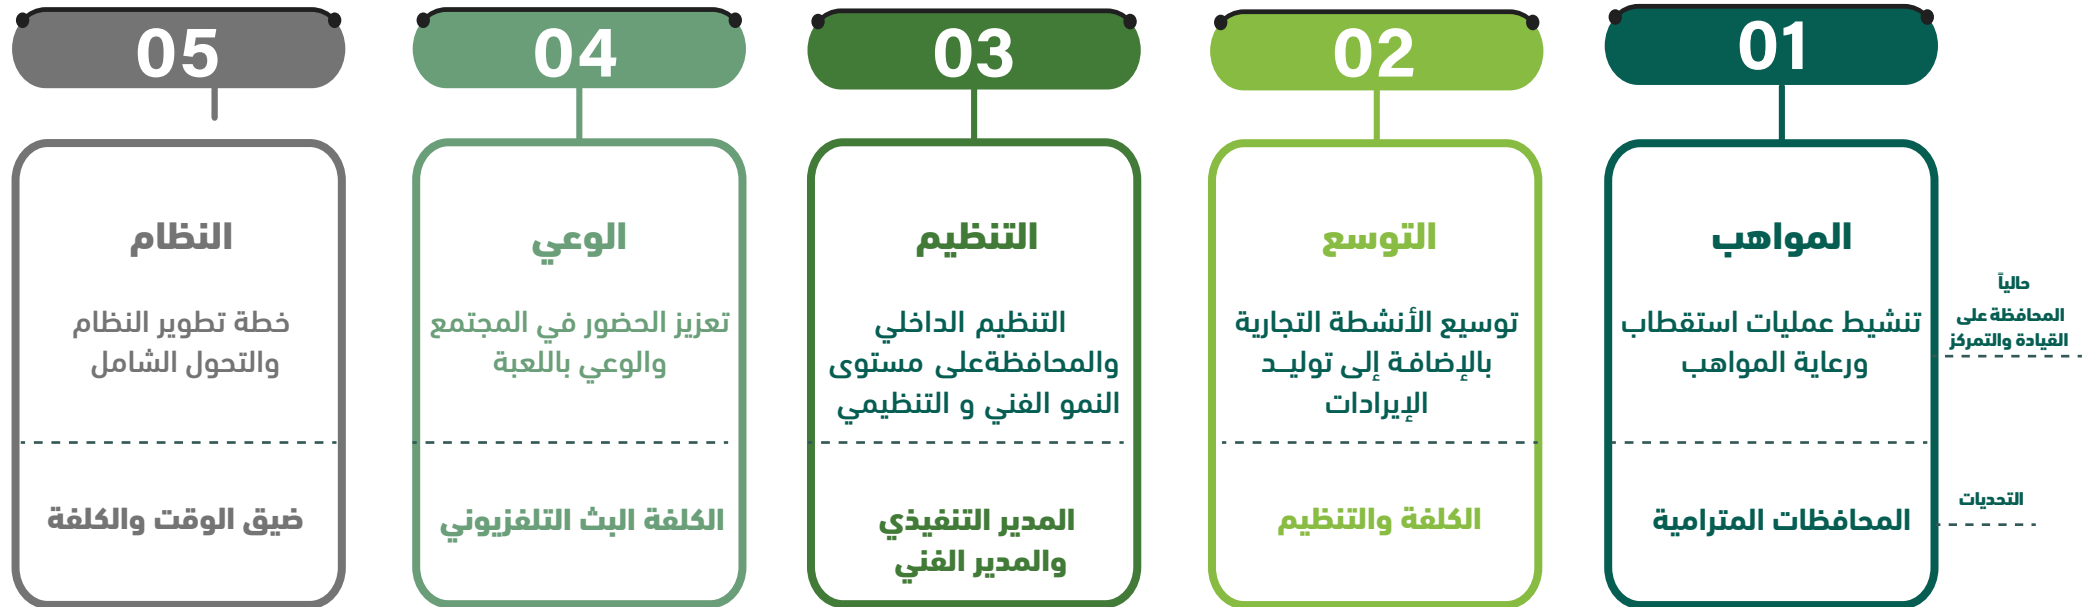 01
المواهب
تنشيط عمليات استقطاب
ورعاية المواهب
المحافظات المترامية
02
التوسع
توسيع الأنشطة التجارية
بالإضافة إلى توليـد
الإيرادات
الكلفة والتنظيم
03
التنظيم
التنظيم الداخلي
والمحافظةعلى مستوى
النمو الفني و التنظيمي
المدير التنفيذي
والمدير الفني
04
الوعي
تعزيز الحضور في المجتمع
والوعي باللعبة
الكلفة البث التلفزيوني
05
النظام
خطة تطوير النظام
والتحول الشامل
ضيق الوقت والكلفة
حالياً
المحافظة على
القيادة والتمركز
التحديات